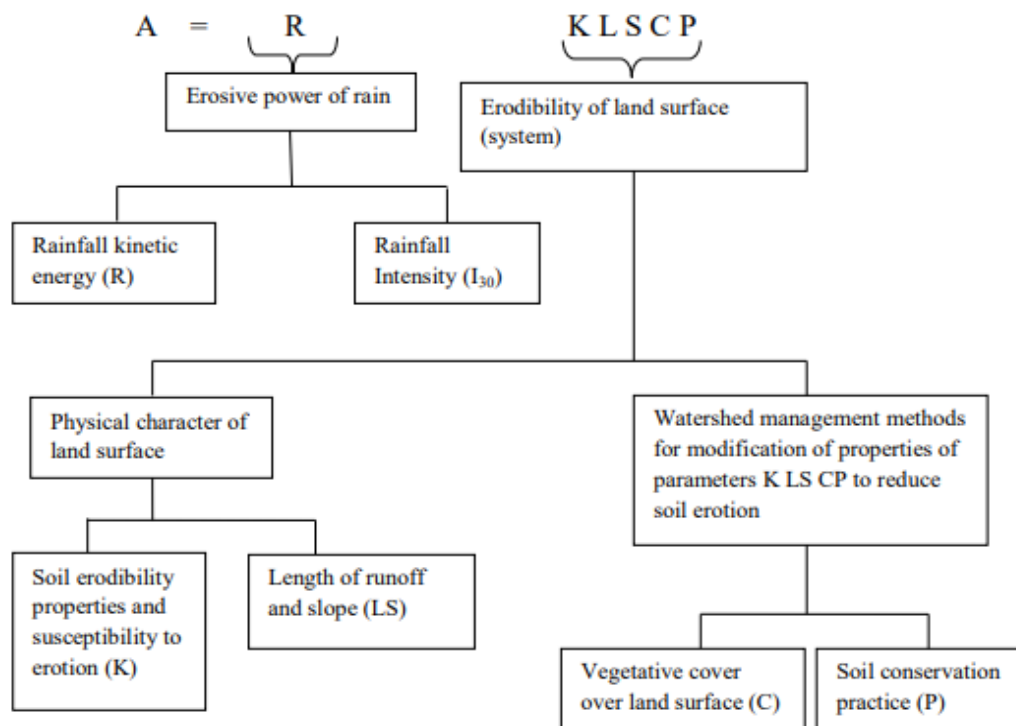 A = R K L S C P
Erosive power of rain
Erodibility of land surface
(system)
Rainfall kinetic
energy (R)
Rainfall
Intensity (I₃₀)
Physical character of
land surface
Watershed management methods
for modification of properties of
parameters K LS CP to reduce
soil erotion
Soil erodibility
properties and
susceptibility to
erotion (K)
Length of runoff
and slope (LS)
Vegetative cover
over land surface (C)
Soil conservation
practice (P)